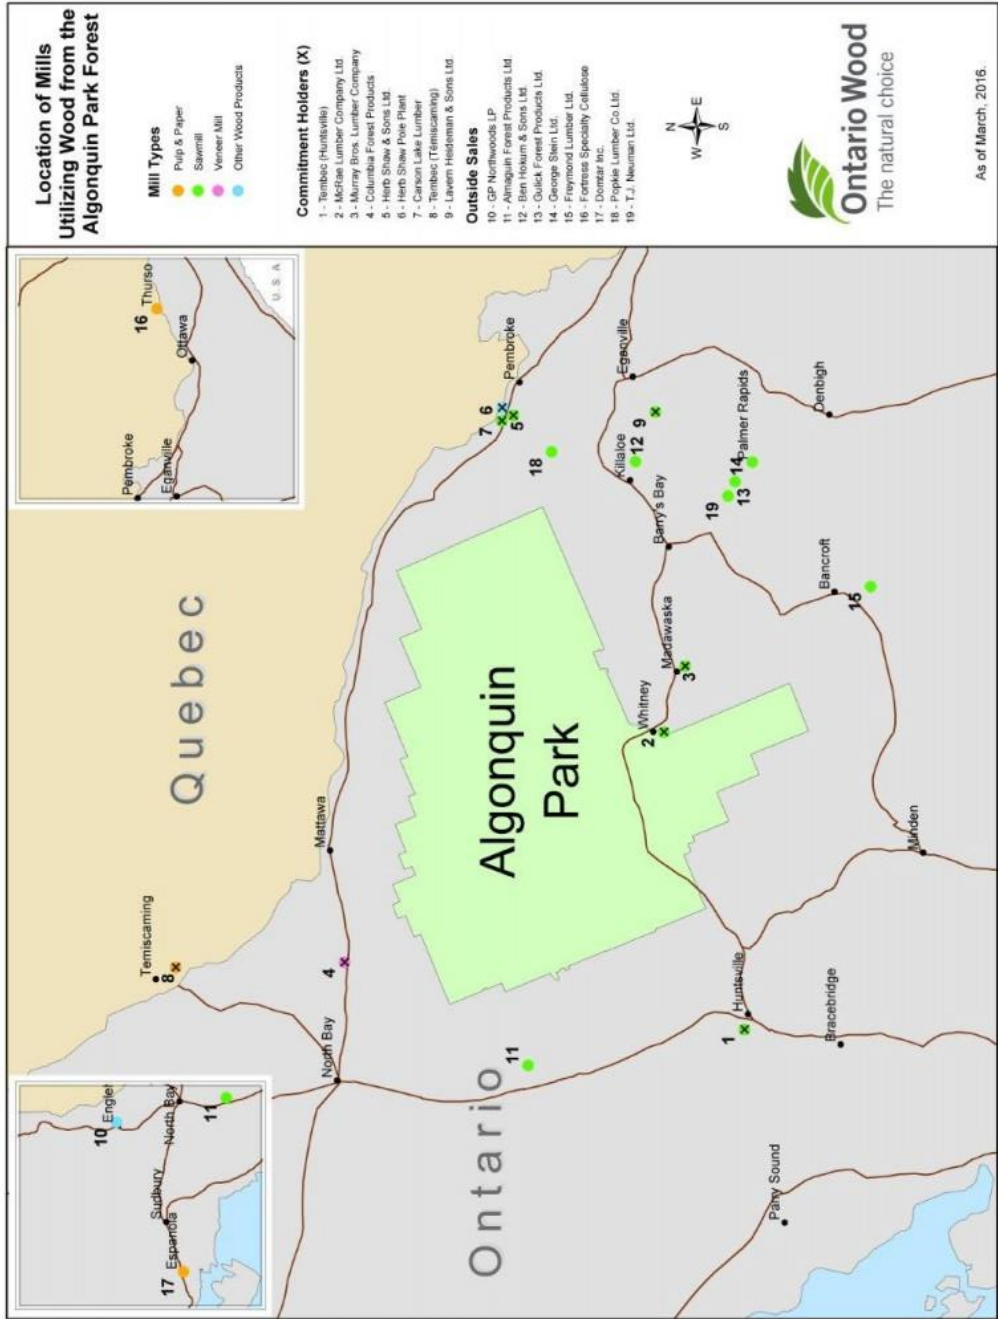 Location of Mills
Utilizing Wood from the
Algonquin Park Forest
Mill Types
Pulp & Paper
Sawmill
Veneer Mill
Other Wood Products
Commitment Holders (X)
1 - Tembec (Huntsville)
2 - McRae Lumber Company Ltd.
3 - Murray Bros. Lumber Company
4 - Columbia Forest Products
5 - Herb Shaw & Sons Ltd.
6 - Herb Shaw Pole Plant
7 - Carson Lake Lumber
8 - Tembec (Témiscaming)
9 - Lavern Heideman & Sons Ltd.
Outside Sales
10 - GP Northwoods LP
11 - Almaguin Forest Products Ltd.
12 - Ben Hokum & Sons Ltd.
13 - Gulick Forest Products Ltd.
14 - George Stein Ltd.
15 - Freymond Lumber Ltd.
16 - Fortress Specialty Cellulose
17 - Domtar Inc.
18 - Popkie Lumber Co Ltd.
19 - T.J. Neuman Ltd.
N
W
E
S
Ontario Wood
The natural choice
As of March, 2016.
17
Espanola
Sudbury
10
Engleh
North Bay
11
Pembroke
Eganville
Ottawa
16
Thurso
U.S.A
Quebec
Temiscaming
8
North Bay
4
Mattawa
Ontario
11
Algonquin
Park
7
6
5
Pembroke
18
Parry Sound
1
Huntsville
Bracebridge
2
Whitney
3
Madawaska
Barry's Bay
Killaloe
12
9
Eganville
19
13
14
Palmer Rapids
Minden
15
Bancroft
Denbigh